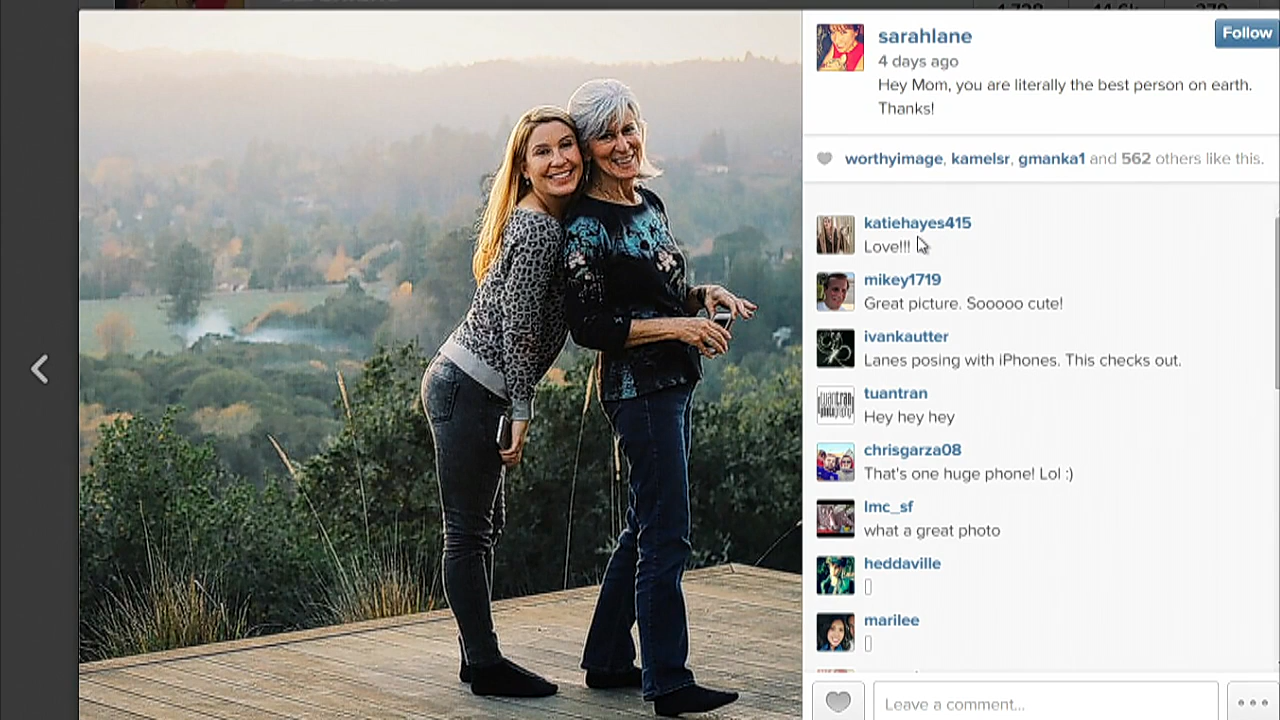 sarahlane
Follow
4 days ago
Hey Mom, you are literally the best person on earth.
Thanks!
worthyimage, kamelsr, gmanka1 and 562 others like this.
katiehayes415
Love!!!
mikey1719
Great picture. Sooooo cute!
ivankautter
Lanes posing with iPhones. This checks out.
tuantran
Hey hey hey
chrisgarza08
That's one huge phone! Lol :)
lmc_sf
what a great photo
heddaville
marilee
Leave a comment...